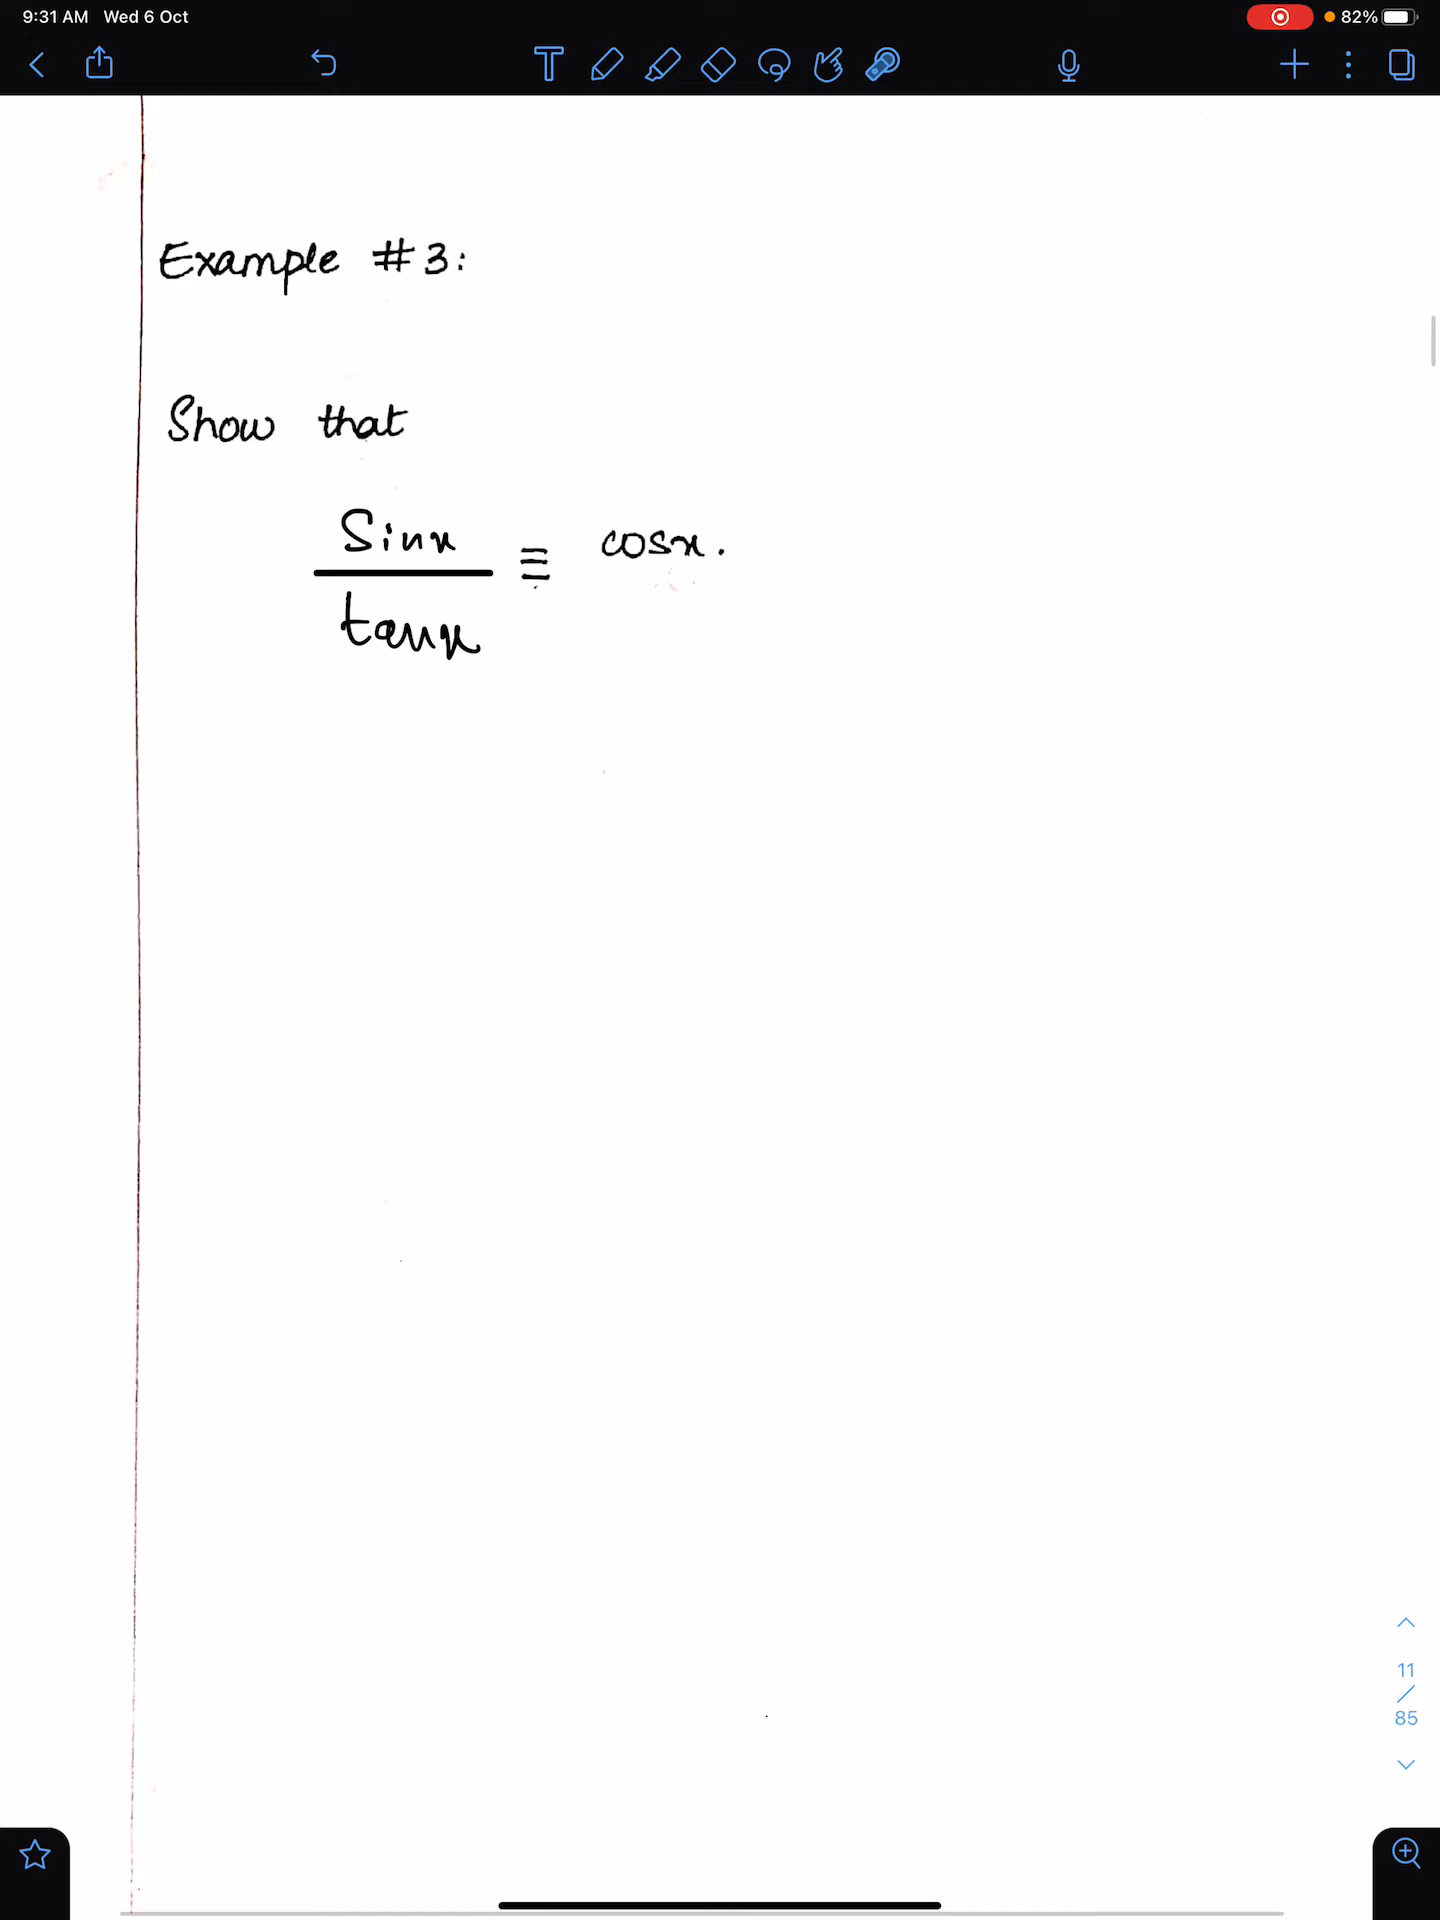 9:31 AM Wed 6 Oct
82%
Example #3:
Show that
Sinx
≡ cosx.
tanx
11
/
85